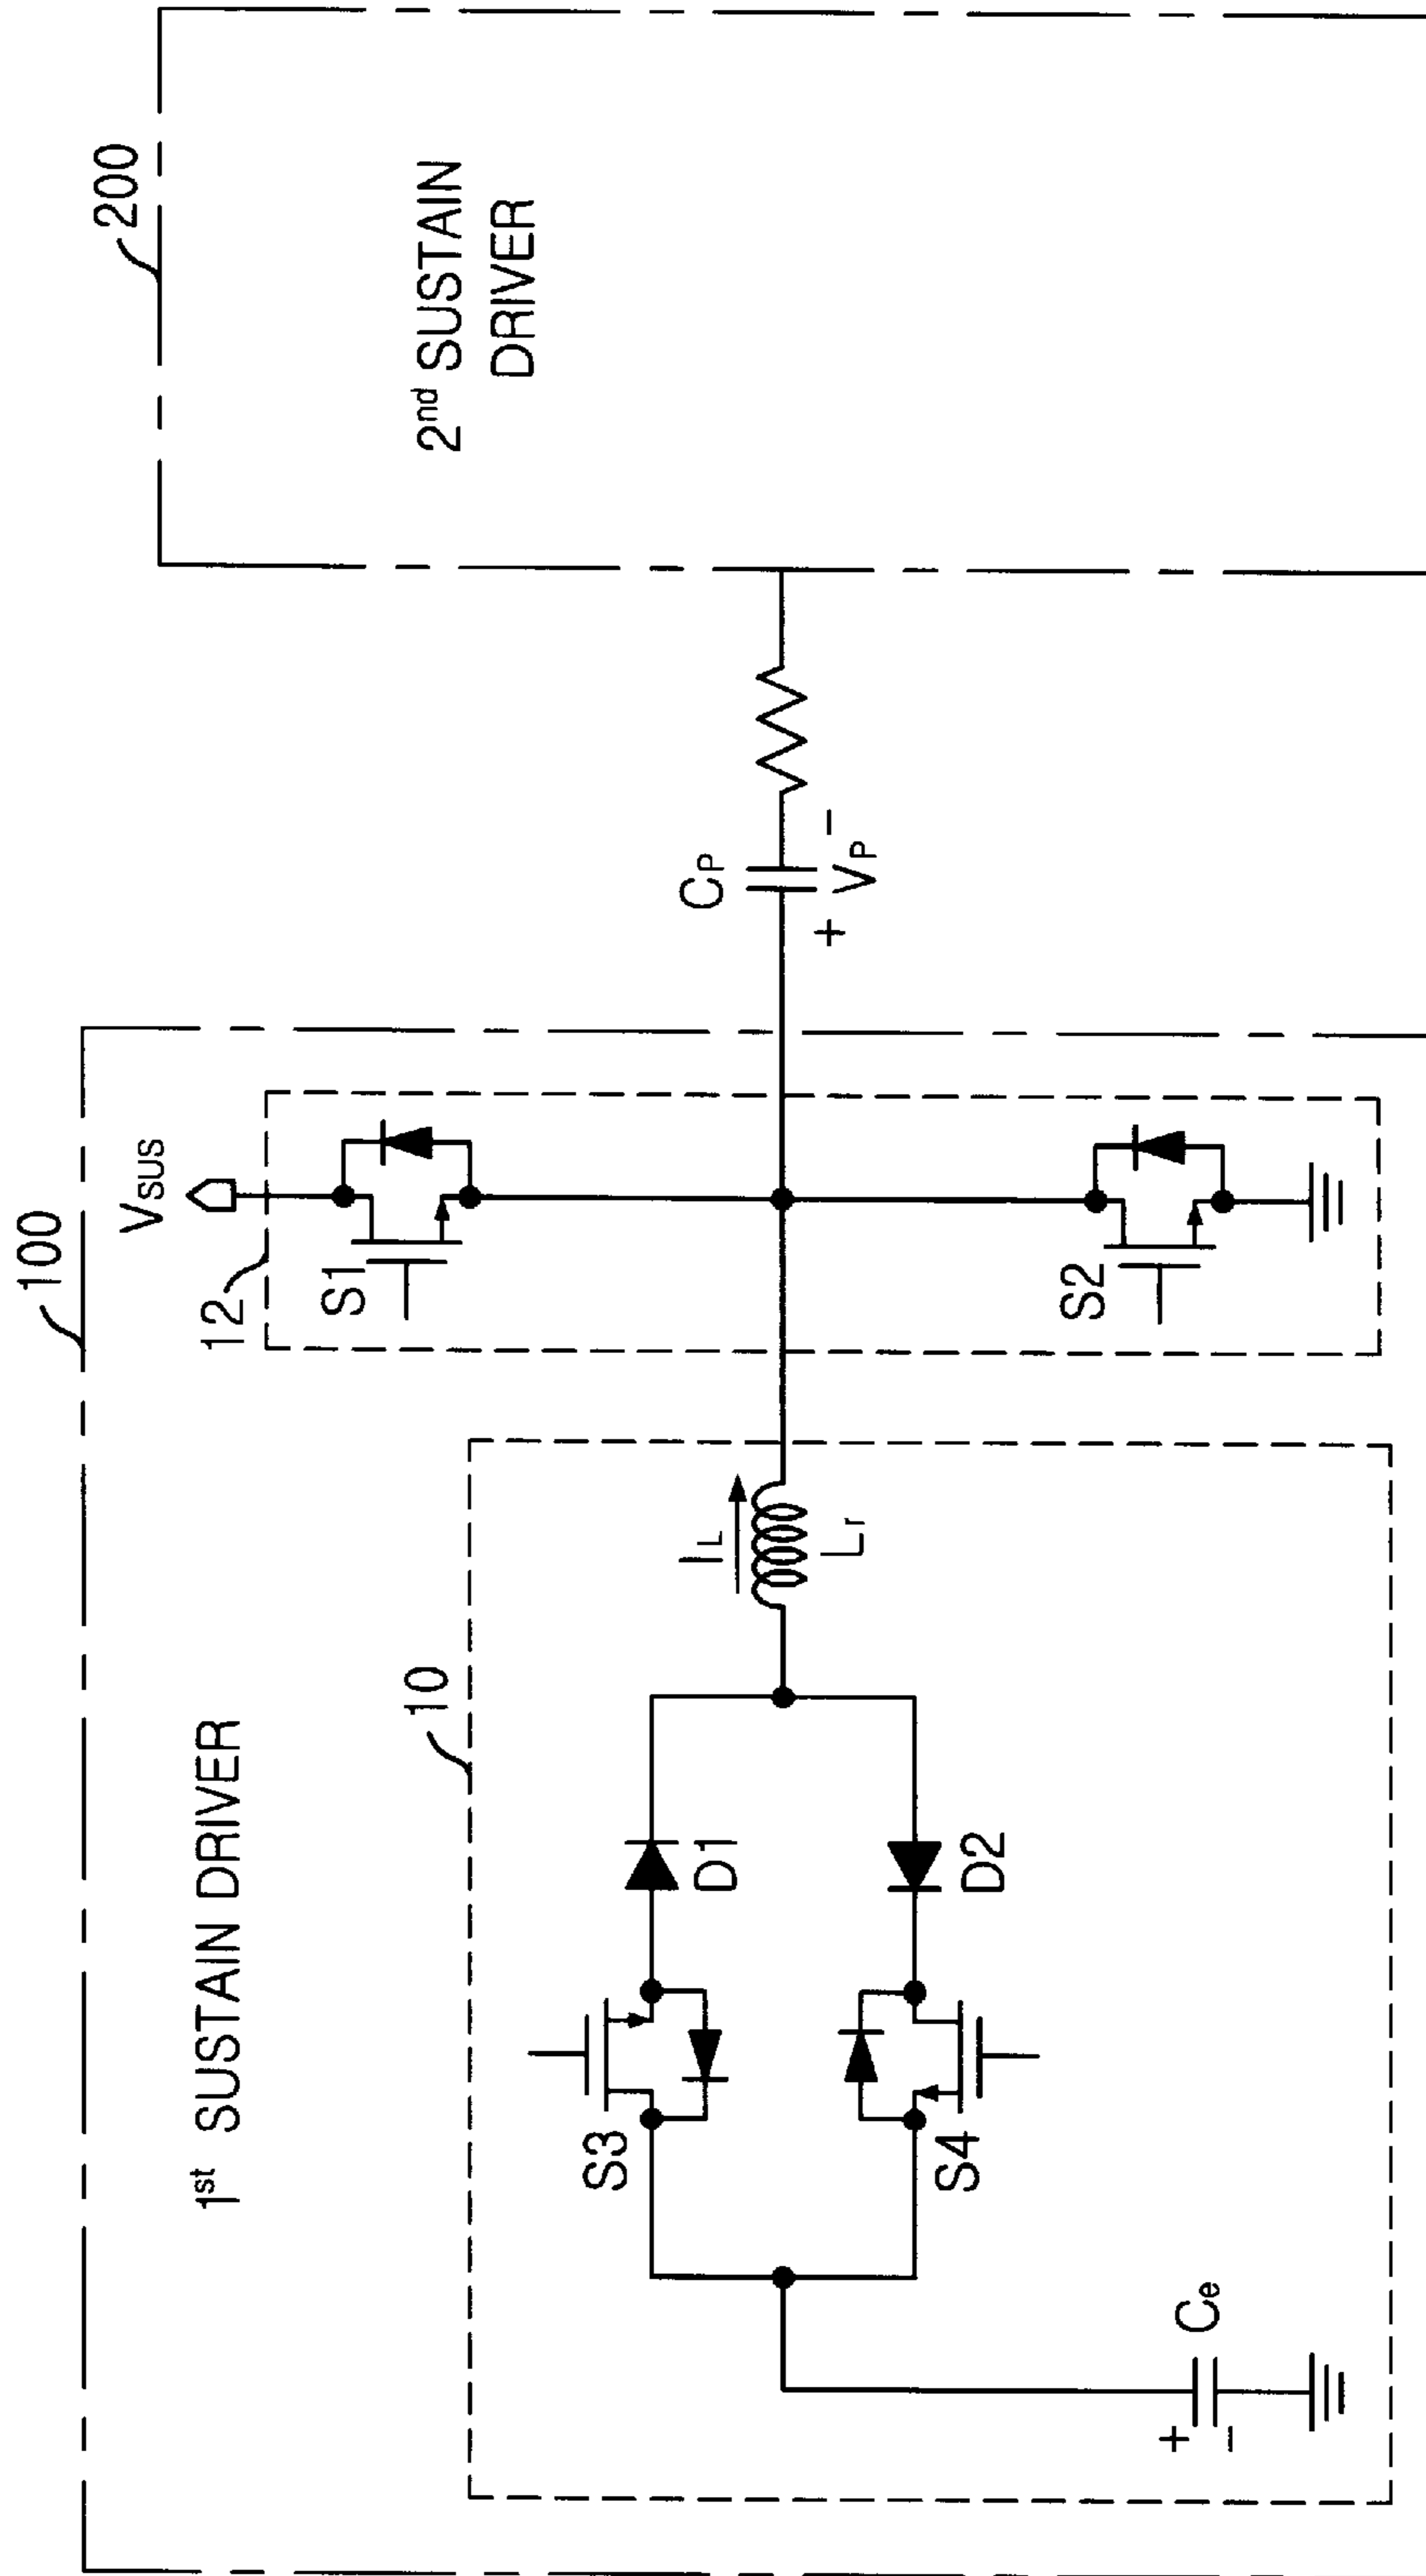 100
200
1st SUSTAIN DRIVER
2nd SUSTAIN
DRIVER
VSUS
12
S1
S2
10
IL
Lr
CP
+ VP −
S3
D1
S4
D2
Ce
+
−